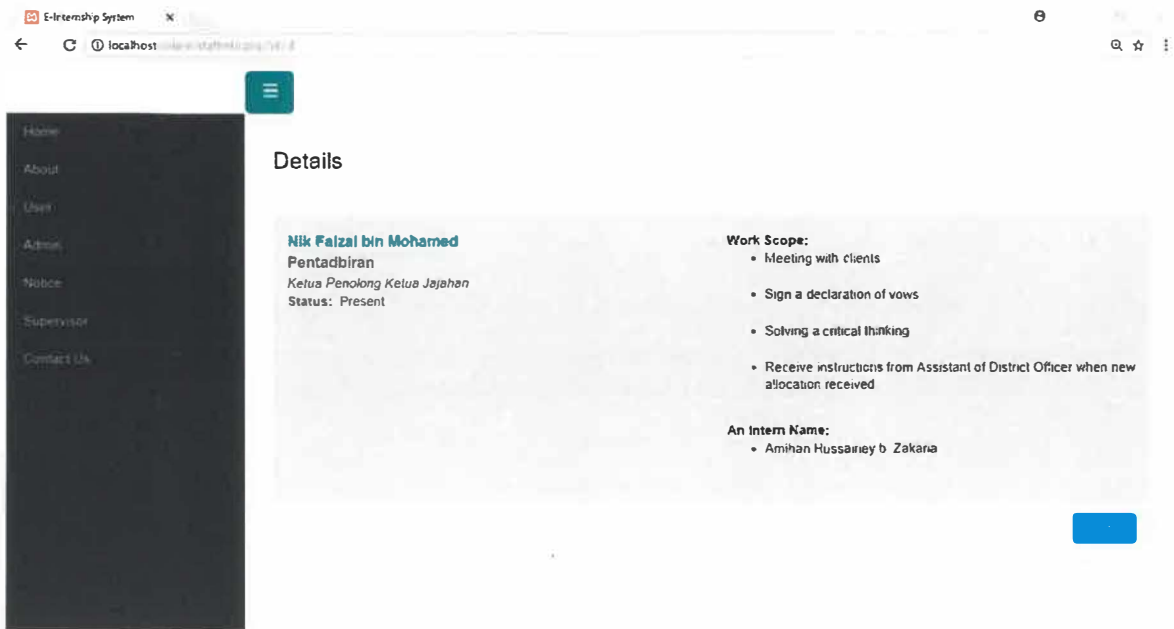 E-Internship System
localhost
Home
About
User
Admin
Notice
Supervisor
Contact Us
Details
Nik Faizal bin Mohamed
Pentadbiran
Ketua Penolong Ketua Jajahan
Status: Present
Work Scope:
• Meeting with clients
• Sign a declaration of vows
• Solving a critical thinking
• Receive instructions from Assistant of District Officer when new
allocation received
An Intern Name:
• Amihan Hussainey b. Zakaria